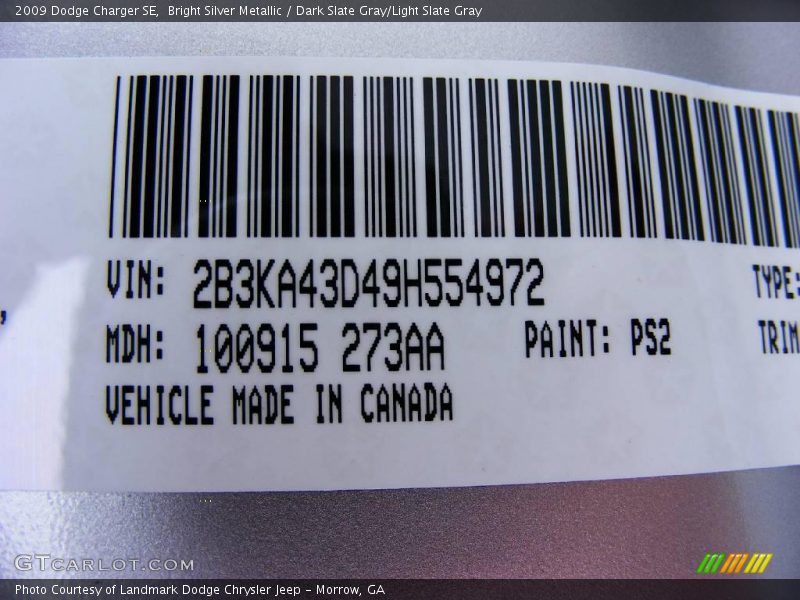 2009 Dodge Charger SE,  Bright Silver Metallic / Dark Slate Gray/Light Slate Gray
VIN: 2B3KA43D49H554972 TYPE:
MDH: 100915 273AA PAINT: PS2 TRIM
VEHICLE MADE IN CANADA
GTCARLOT.COM
Photo Courtesy of Landmark Dodge Chrysler Jeep – Morrow, GA